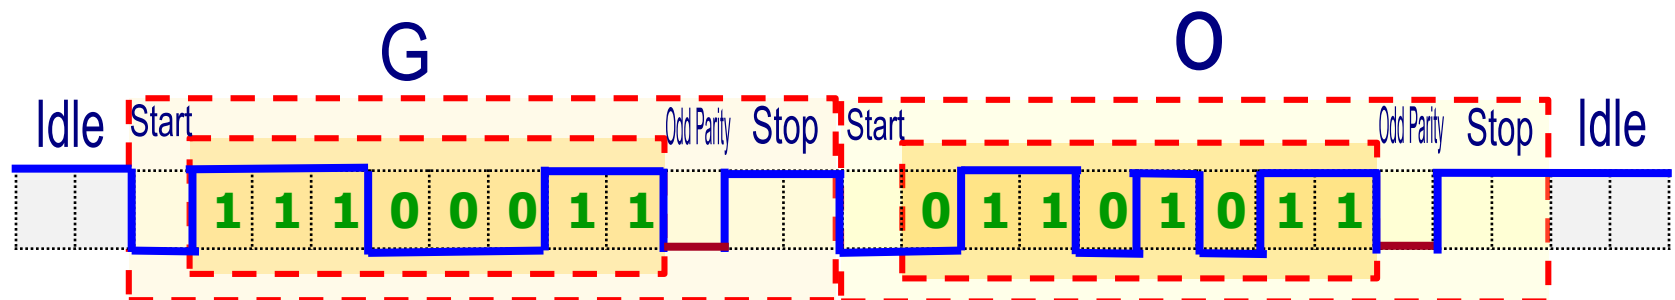 G O
Idle Start Odd Parity Stop Start Odd Parity Stop Idle
1 1 1 0 0 0 1 1 0 1 1 0 1 0 1 1